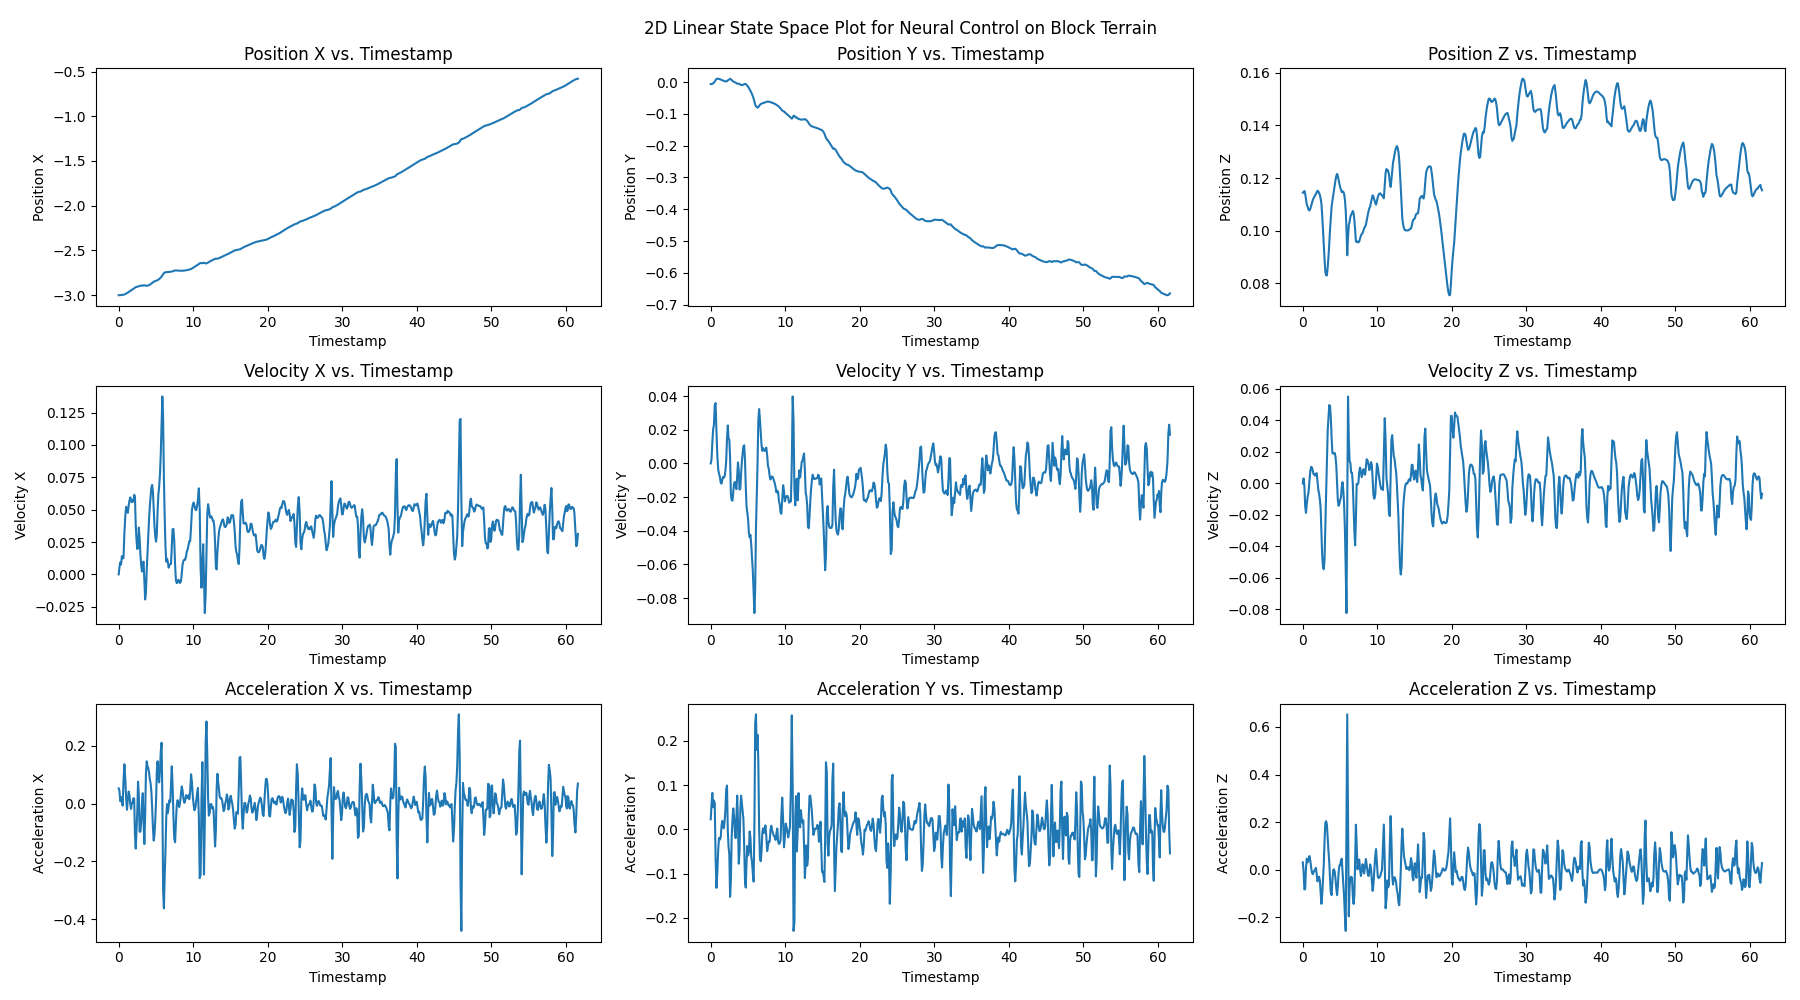 2D Linear State Space Plot for Neural Control on Block Terrain
Position X vs. Timestamp
Position X
−0.5
−1.0
−1.5
−2.0
−2.5
−3.0
0 10 20 30 40 50 60
Timestamp
Position Y vs. Timestamp
Position Y
0.0
−0.1
−0.2
−0.3
−0.4
−0.5
−0.6
−0.7
0 10 20 30 40 50 60
Timestamp
Position Z vs. Timestamp
Position Z
0.16
0.14
0.12
0.10
0.08
0 10 20 30 40 50 60
Timestamp
Velocity X vs. Timestamp
Velocity X
0.125
0.100
0.075
0.050
0.025
0.000
−0.025
0 10 20 30 40 50 60
Timestamp
Velocity Y vs. Timestamp
Velocity Y
0.04
0.02
0.00
−0.02
−0.04
−0.06
−0.08
0 10 20 30 40 50 60
Timestamp
Velocity Z vs. Timestamp
Velocity Z
0.06
0.04
0.02
0.00
−0.02
−0.04
−0.06
−0.08
0 10 20 30 40 50 60
Timestamp
Acceleration X vs. Timestamp
Acceleration X
0.2
0.0
−0.2
−0.4
0 10 20 30 40 50 60
Timestamp
Acceleration Y vs. Timestamp
Acceleration Y
0.2
0.1
0.0
−0.1
−0.2
0 10 20 30 40 50 60
Timestamp
Acceleration Z vs. Timestamp
Acceleration Z
0.6
0.4
0.2
0.0
−0.2
0 10 20 30 40 50 60
Timestamp